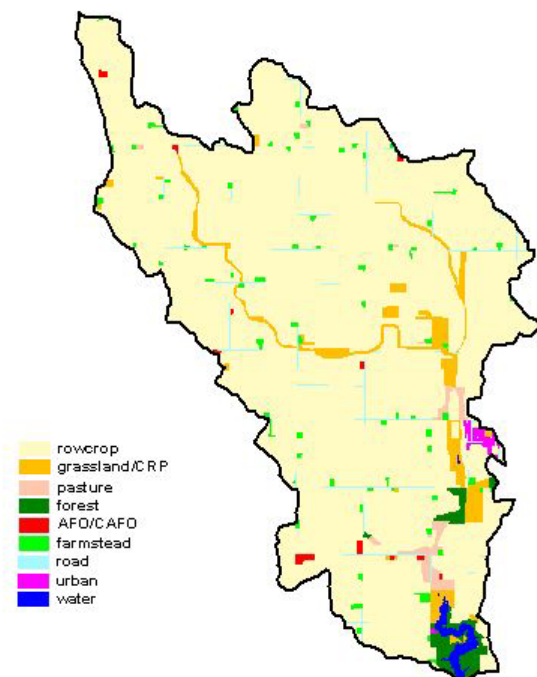 rowcrop
grassland/CRP
pasture
forest
AFO/CAFO
farmstead
road
urban
water